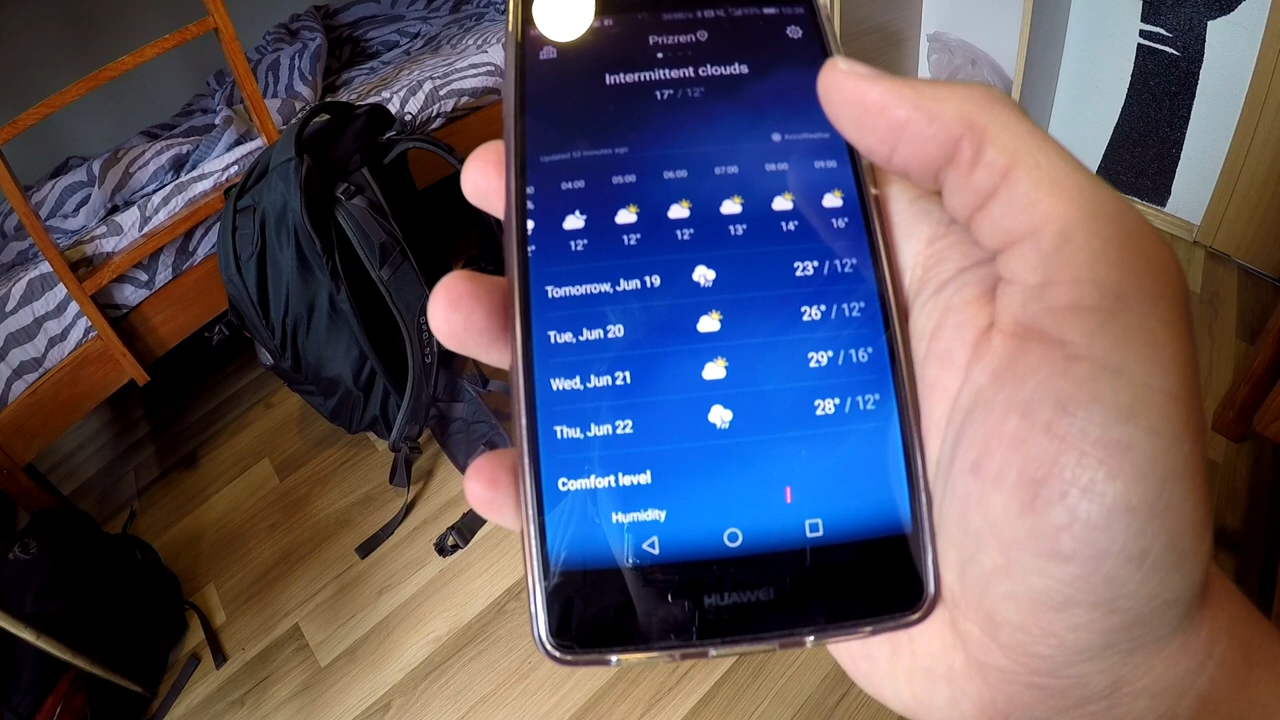 Prizren
Intermittent clouds
17° / 12°
AccuWeather
Updated 53 minutes ago
04:00 05:00 06:00 07:00 08:00 09:00
12° 12° 12° 13° 14° 16°
Tomorrow, Jun 19 23° / 12°
Tue, Jun 20 26° / 12°
Wed, Jun 21 29° / 16°
Thu, Jun 22 28° / 12°
Comfort level
Humidity
HUAWEI
osprey